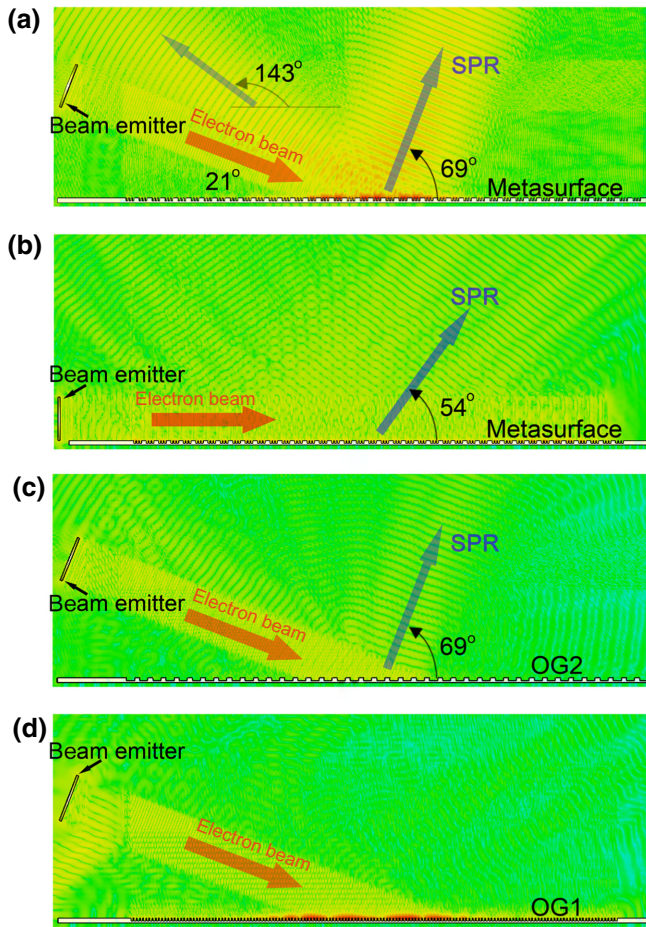 (a)
143°
SPR
Beam emitter
Electron beam
69°
21°
Metasurface
(b)
SPR
Beam emitter
Electron beam
54°
Metasurface
(c)
SPR
Beam emitter
Electron beam
69°
OG2
(d)
Beam emitter
Electron beam
OG1